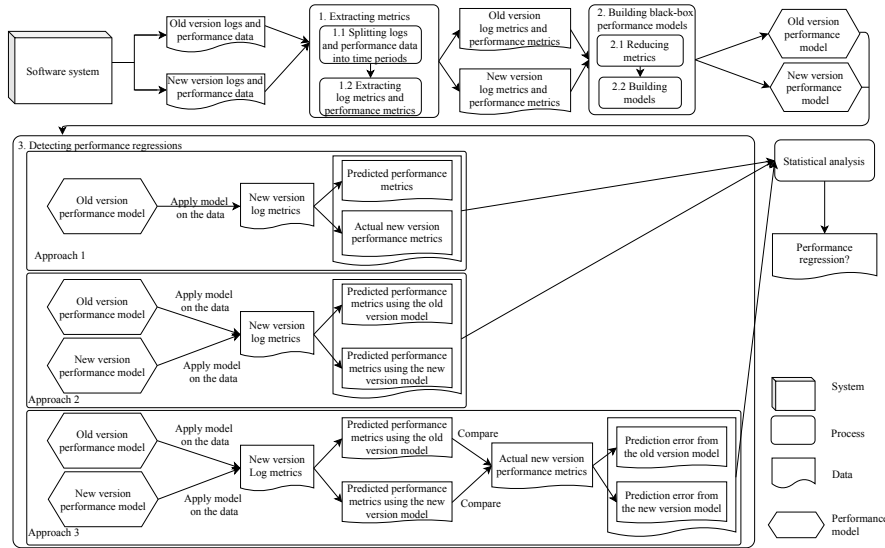 Software system
Old version logs and
performance data
New version logs and
performance data
1. Extracting metrics
1.1 Splitting logs
and performance data
into time periods
1.2 Extracting
log metrics and
performance metrics
Old version
log metrics and
performance metrics
New version
log metrics and
performance metrics
2. Building black-box
performance models
2.1 Reducing
metrics
2.2 Building
models
Old version
performance
model
New version
performance
model
3. Detecting performance regressions
Old version
performance model
Apply model
on the data
New version
log metrics
Predicted performance
metrics
Actual new version
performance metrics
Approach 1
Old version
performance model
New version
performance model
Apply model
on the data
Apply model
on the data
New version
log metrics
Predicted performance
metrics using the old
version model
Predicted performance
metrics using the new
version model
Approach 2
Old version
performance model
New version
performance model
Apply model
on the data
Apply model
on the data
New version
Log metrics
Predicted performance
metrics using the old
version model
Predicted performance
metrics using the new
version model
Compare
Compare
Actual new version
performance metrics
Prediction error from
the old version model
Prediction error from
the new version model
Approach 3
Statistical analysis
Performance
regression?
System
Process
Data
Performance
model